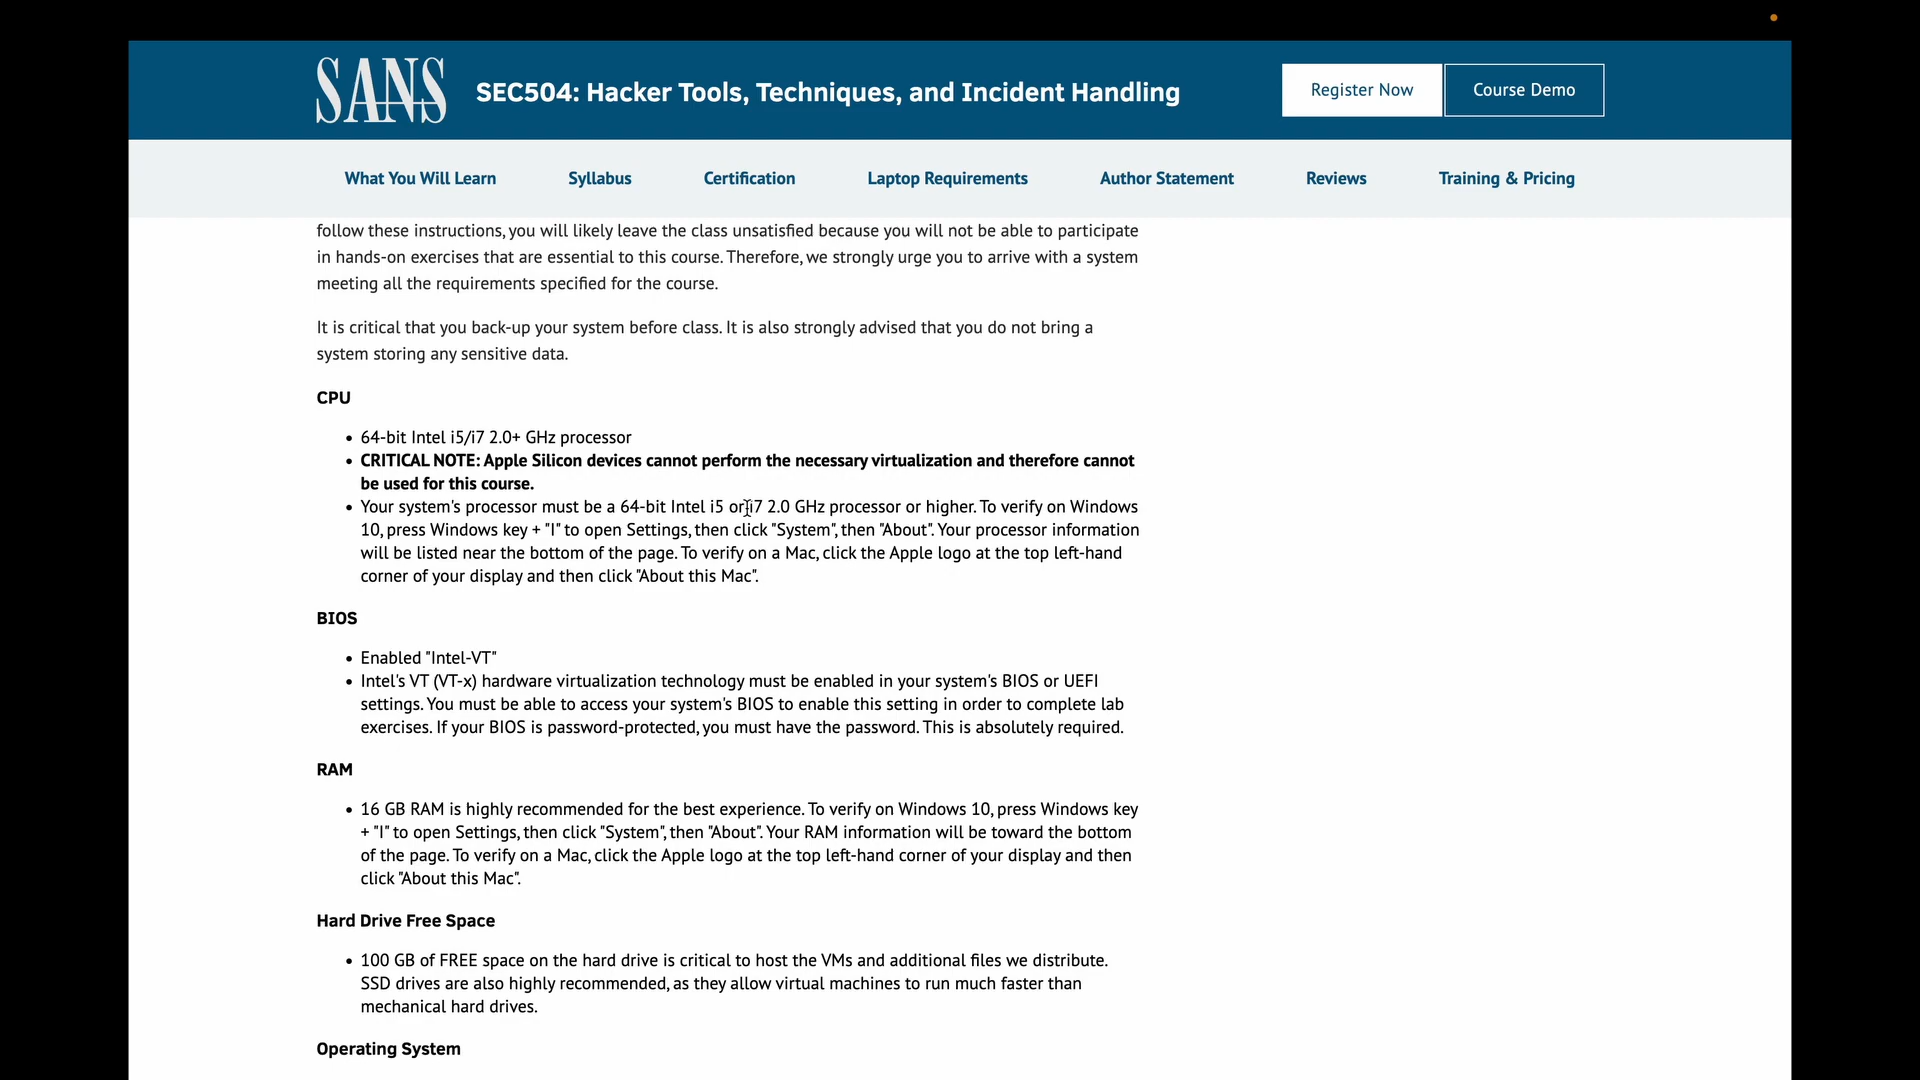 SANS
SEC504: Hacker Tools, Techniques, and Incident Handling
Register Now
Course Demo
What You Will Learn
Syllabus
Certification
Laptop Requirements
Author Statement
Reviews
Training & Pricing
follow these instructions, you will likely leave the class unsatisfied because you will not be able to participate
in hands-on exercises that are essential to this course. Therefore, we strongly urge you to arrive with a system
meeting all the requirements specified for the course.
It is critical that you back-up your system before class. It is also strongly advised that you do not bring a
system storing any sensitive data.
CPU
• 64-bit Intel i5/i7 2.0+ GHz processor
• CRITICAL NOTE: Apple Silicon devices cannot perform the necessary virtualization and therefore cannot
be used for this course.
• Your system's processor must be a 64-bit Intel i5 or i7 2.0 GHz processor or higher. To verify on Windows
10, press Windows key + "I" to open Settings, then click "System", then "About". Your processor information
will be listed near the bottom of the page. To verify on a Mac, click the Apple logo at the top left-hand
corner of your display and then click "About this Mac".
BIOS
• Enabled "Intel-VT"
• Intel's VT (VT-x) hardware virtualization technology must be enabled in your system's BIOS or UEFI
settings. You must be able to access your system's BIOS to enable this setting in order to complete lab
exercises. If your BIOS is password-protected, you must have the password. This is absolutely required.
RAM
• 16 GB RAM is highly recommended for the best experience. To verify on Windows 10, press Windows key
+ "I" to open Settings, then click "System", then "About". Your RAM information will be toward the bottom
of the page. To verify on a Mac, click the Apple logo at the top left-hand corner of your display and then
click "About this Mac".
Hard Drive Free Space
• 100 GB of FREE space on the hard drive is critical to host the VMs and additional files we distribute.
SSD drives are also highly recommended, as they allow virtual machines to run much faster than
mechanical hard drives.
Operating System